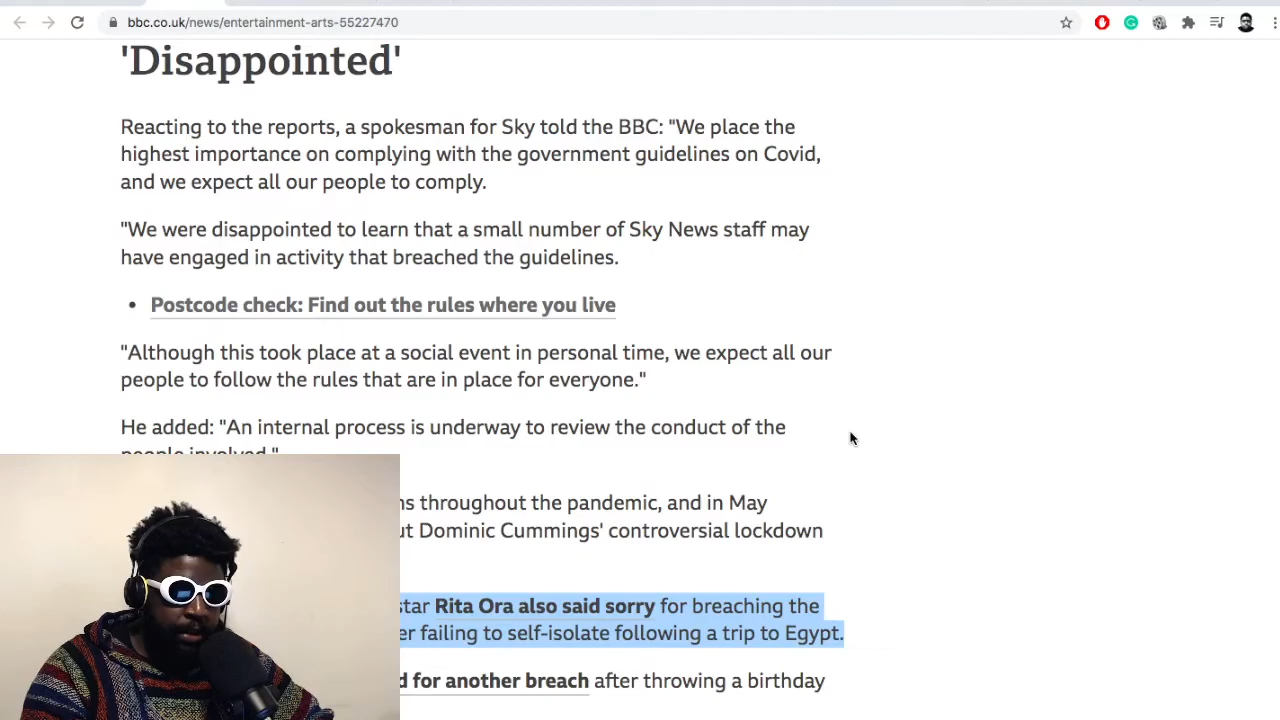 bbc.co.uk/news/entertainment-arts-55227470
'Disappointed'
Reacting to the reports, a spokesman for Sky told the BBC: "We place the
highest importance on complying with the government guidelines on Covid,
and we expect all our people to comply.
"We were disappointed to learn that a small number of Sky News staff may
have engaged in activity that breached the guidelines.
• Postcode check: Find out the rules where you live
"Although this took place at a social event in personal time, we expect all our
people to follow the rules that are in place for everyone."
He added: "An internal process is underway to review the conduct of the
people involved."
throughout the pandemic, and in May
Dominic Cummings' controversial lockdown
star Rita Ora also said sorry for breaching the
failing to self-isolate following a trip to Egypt.
for another breach after throwing a birthday